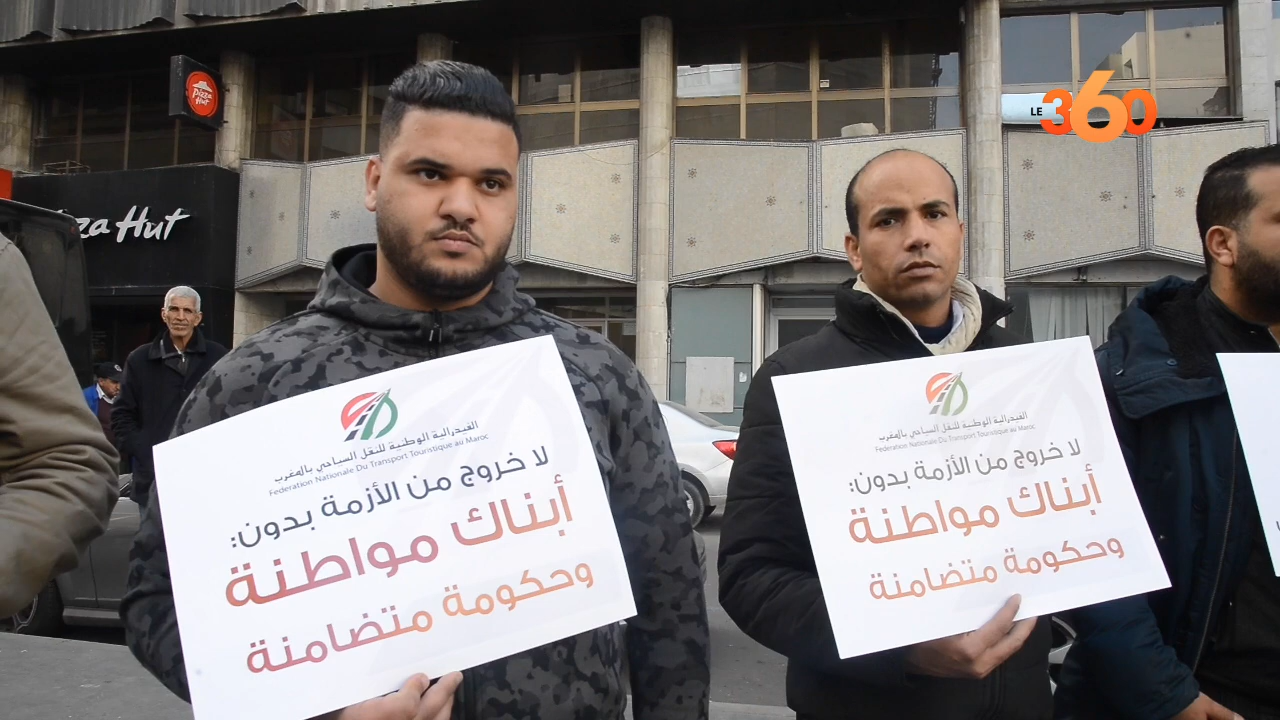 Pizza Hut
za Hut
LE 360
الفيدرالية الوطنية للنقل السياحي بالمغرب
Federation Nationale Du Transport Touristique au Maroc
لا خروج من الأزمة بدون:
أبناك مواطنة
وحكومة متضامنة
الفيدرالية الوطنية للنقل السياحي بالمغرب
Federation Nationale Du Transport Touristique au Maroc
لا خروج من الأزمة بدون:
أبناك مواطنة
وحكومة متضامنة